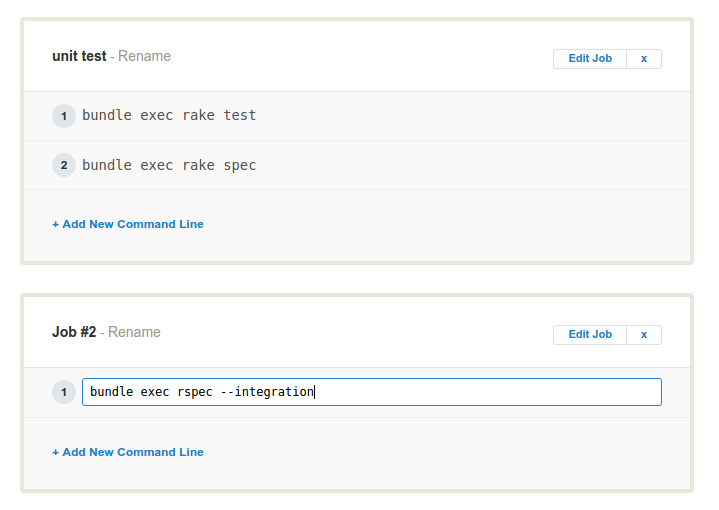 unit test - Rename
Edit Job x
1 bundle exec rake test
2 bundle exec rake spec
+ Add New Command Line
Job #2 - Rename
Edit Job x
1 bundle exec rspec --integration
+ Add New Command Line